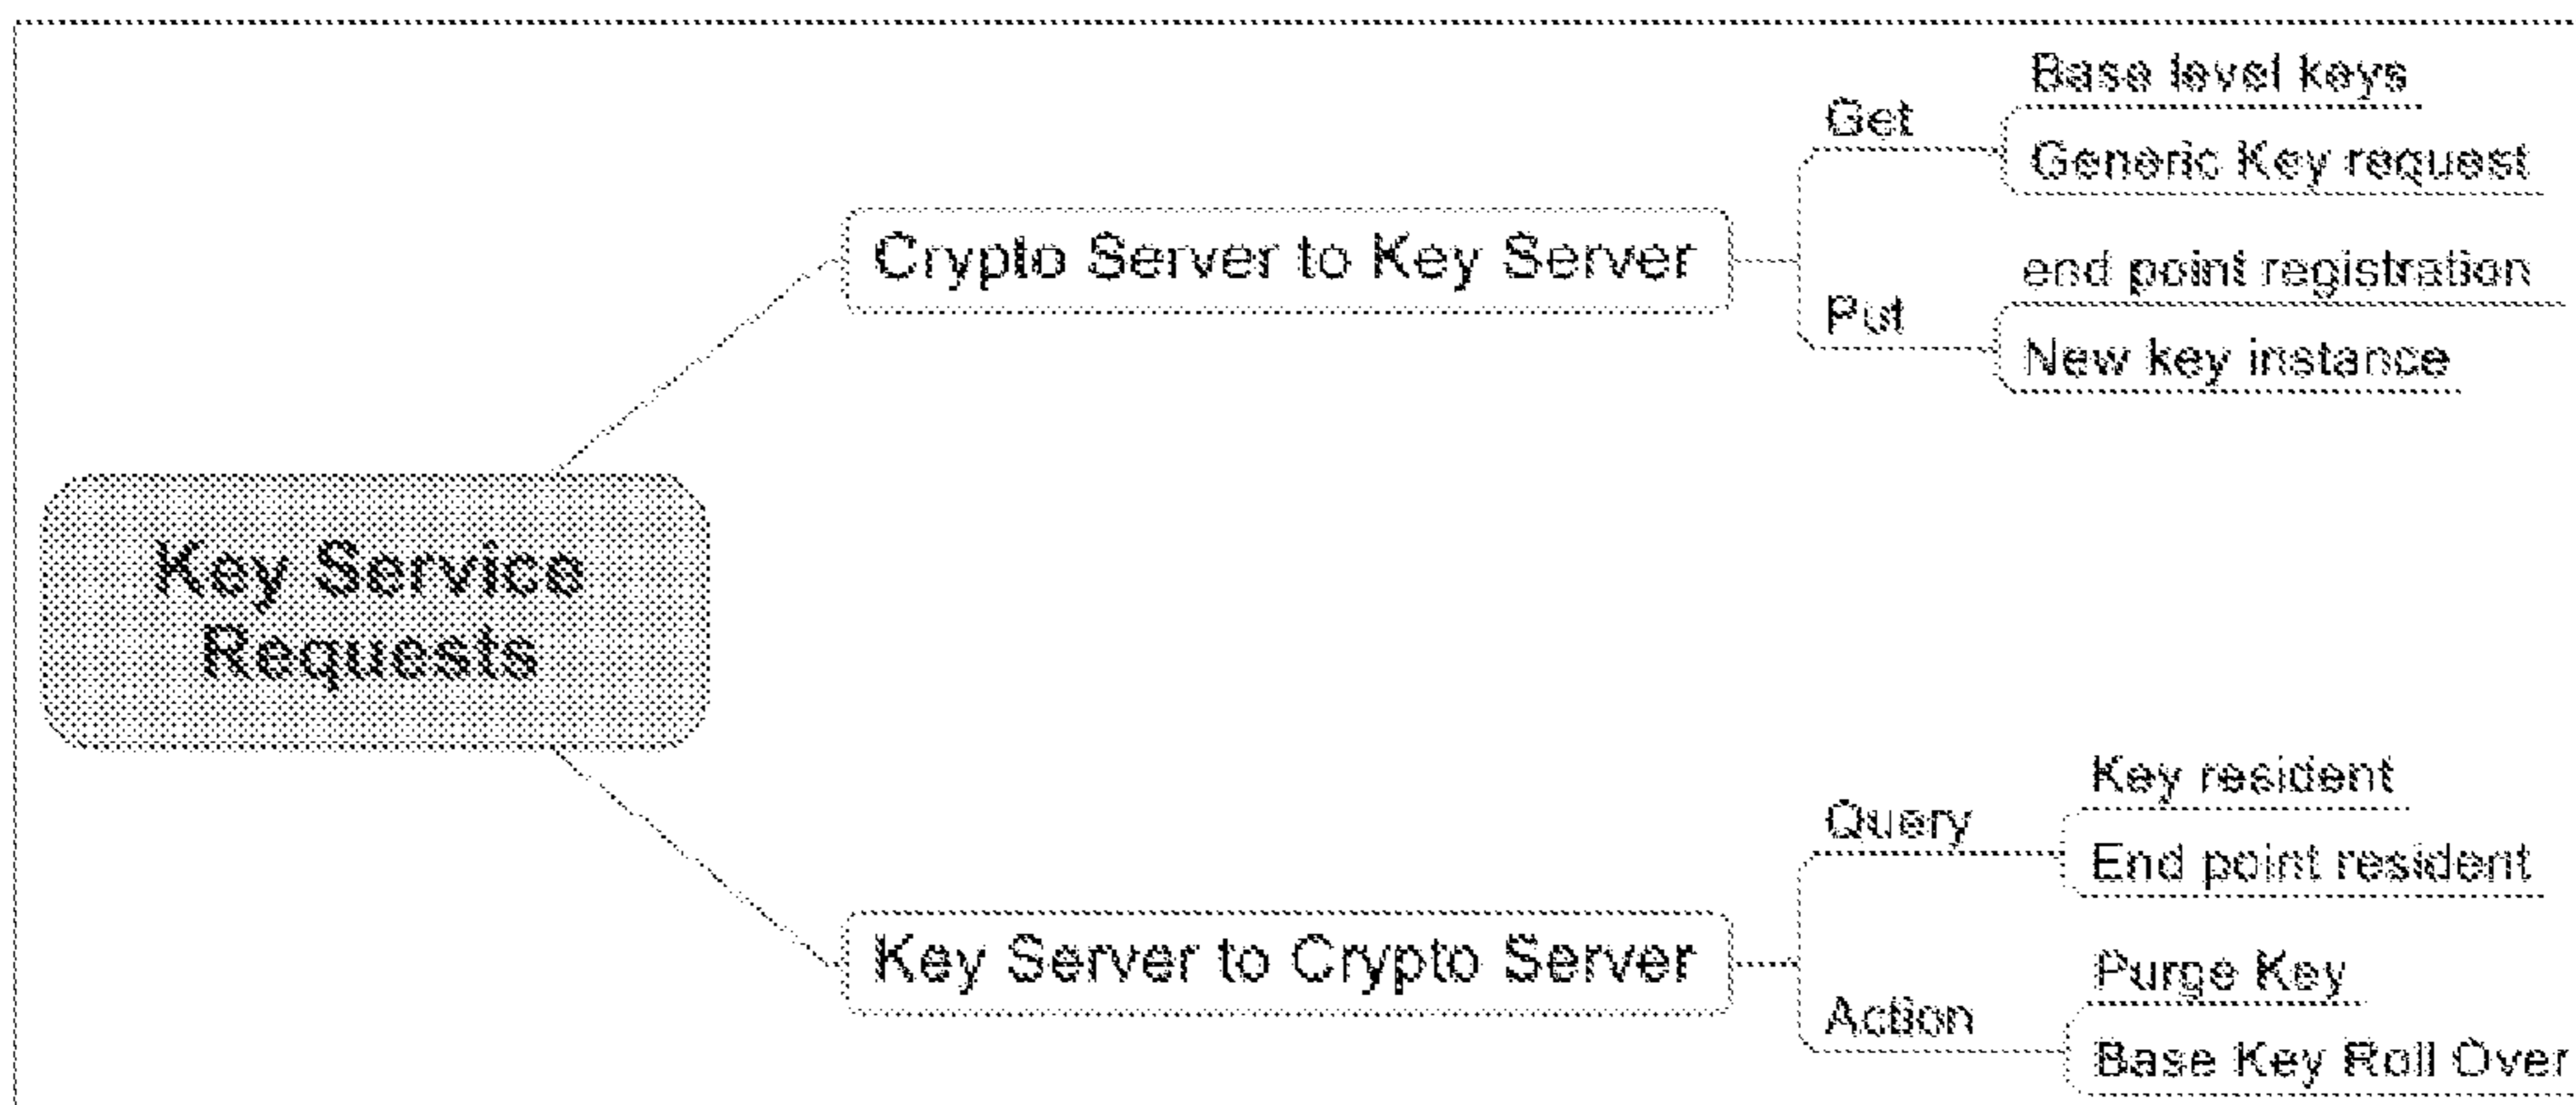 Key Service
Requests
Crypto Server to Key Server
Get
Base level keys
Generic Key request
Put
end point registration
New key instance
Key Server to Crypto Server
Query
Key resident
End point resident
Action
Purge Key
Base Key Roll Over